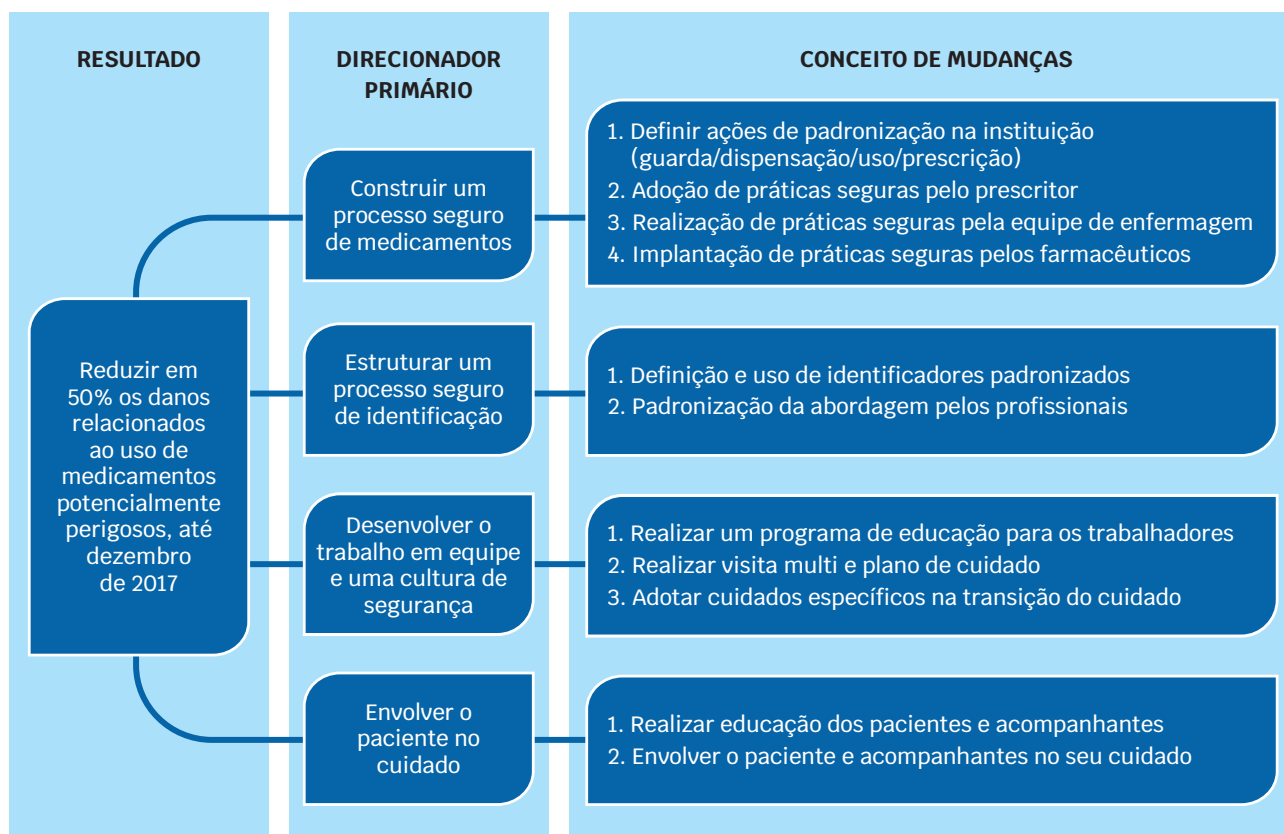 RESULTADO
DIRECIONADOR
PRIMÁRIO
CONCEITO DE MUDANÇAS
Reduzir em
50% os danos
relacionados
ao uso de
medicamentos
potencialmente
perigosos, até
dezembro
de 2017
Construir um
processo seguro
de medicamentos
1. Definir ações de padronização na instituição
(guarda/dispensação/uso/prescrição)
2. Adoção de práticas seguras pelo prescritor
3. Realização de práticas seguras pela equipe de enfermagem
4. Implantação de práticas seguras pelos farmacêuticos
Estruturar um
processo seguro
de identificação
1. Definição e uso de identificadores padronizados
2. Padronização da abordagem pelos profissionais
Desenvolver o
trabalho em equipe
e uma cultura de
segurança
1. Realizar um programa de educação para os trabalhadores
2. Realizar visita multi e plano de cuidado
3. Adotar cuidados específicos na transição do cuidado
Envolver o
paciente no
cuidado
1. Realizar educação dos pacientes e acompanhantes
2. Envolver o paciente e acompanhantes no seu cuidado